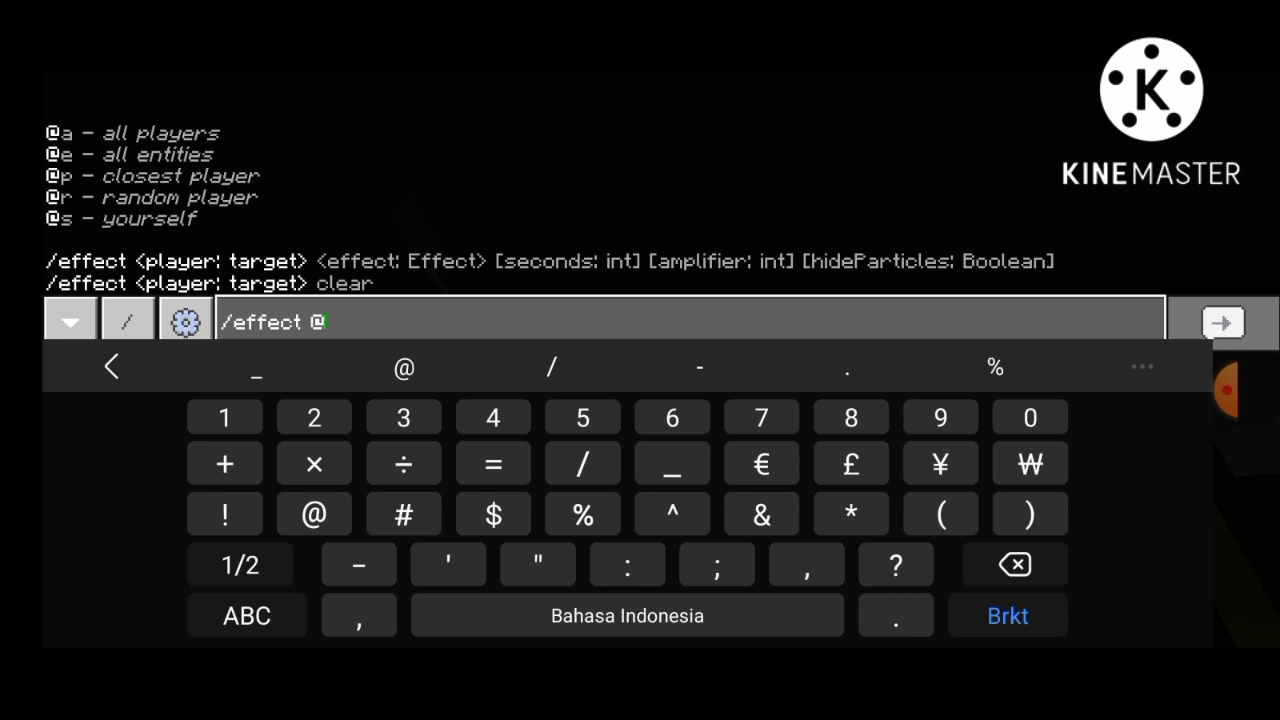 @a - all players
@e - all entities
@p - closest player
@r - random player
@s - yourself
K
KINEMASTER
/effect <player: target> <effect: Effect> [seconds: int] [amplifier: int] [hideParticles: Boolean]
/effect <player: target> clear
/ /effect @
_ @ / - . % ...
1 2 3 4 5 6 7 8 9 0
+ × ÷ = / _ € £ ¥ ₩
! @ # $ % ^ & * ( )
1/2 - ' " : ; , ?
ABC , Bahasa Indonesia . Brkt